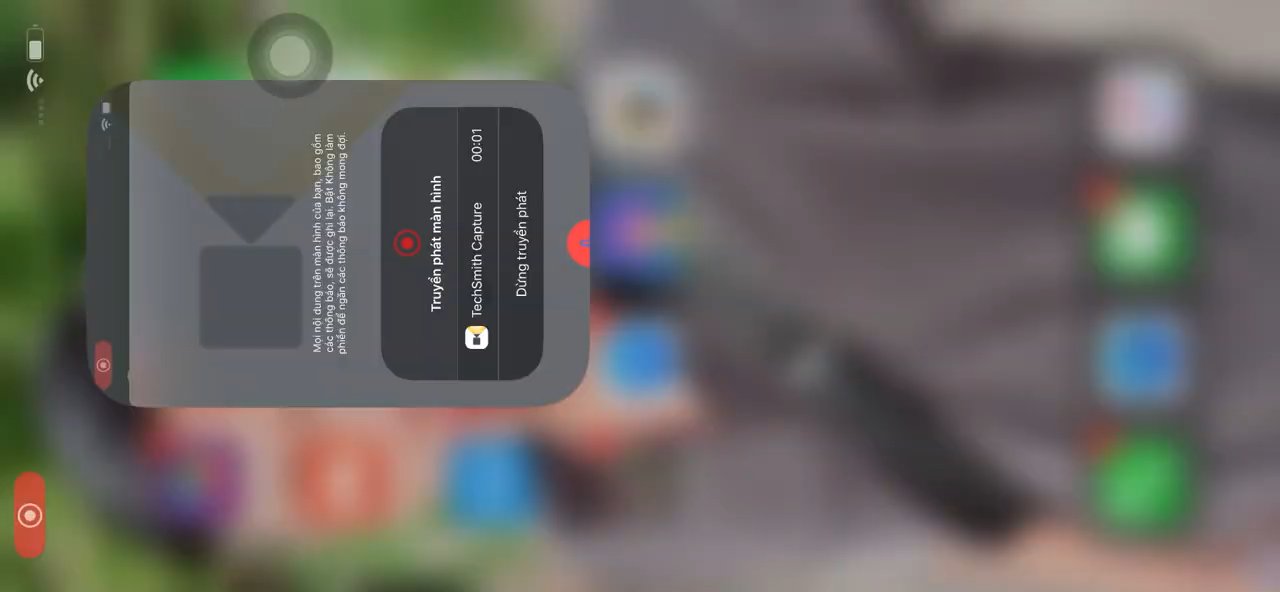 Mọi nội dung trên màn hình của bạn, bao gồm
các thông báo, sẽ được ghi lại. Bật Không làm
phiền để ngăn các thông báo không mong đợi.
Truyền phát màn hình
TechSmith Capture 00:01
Dừng truyền phát